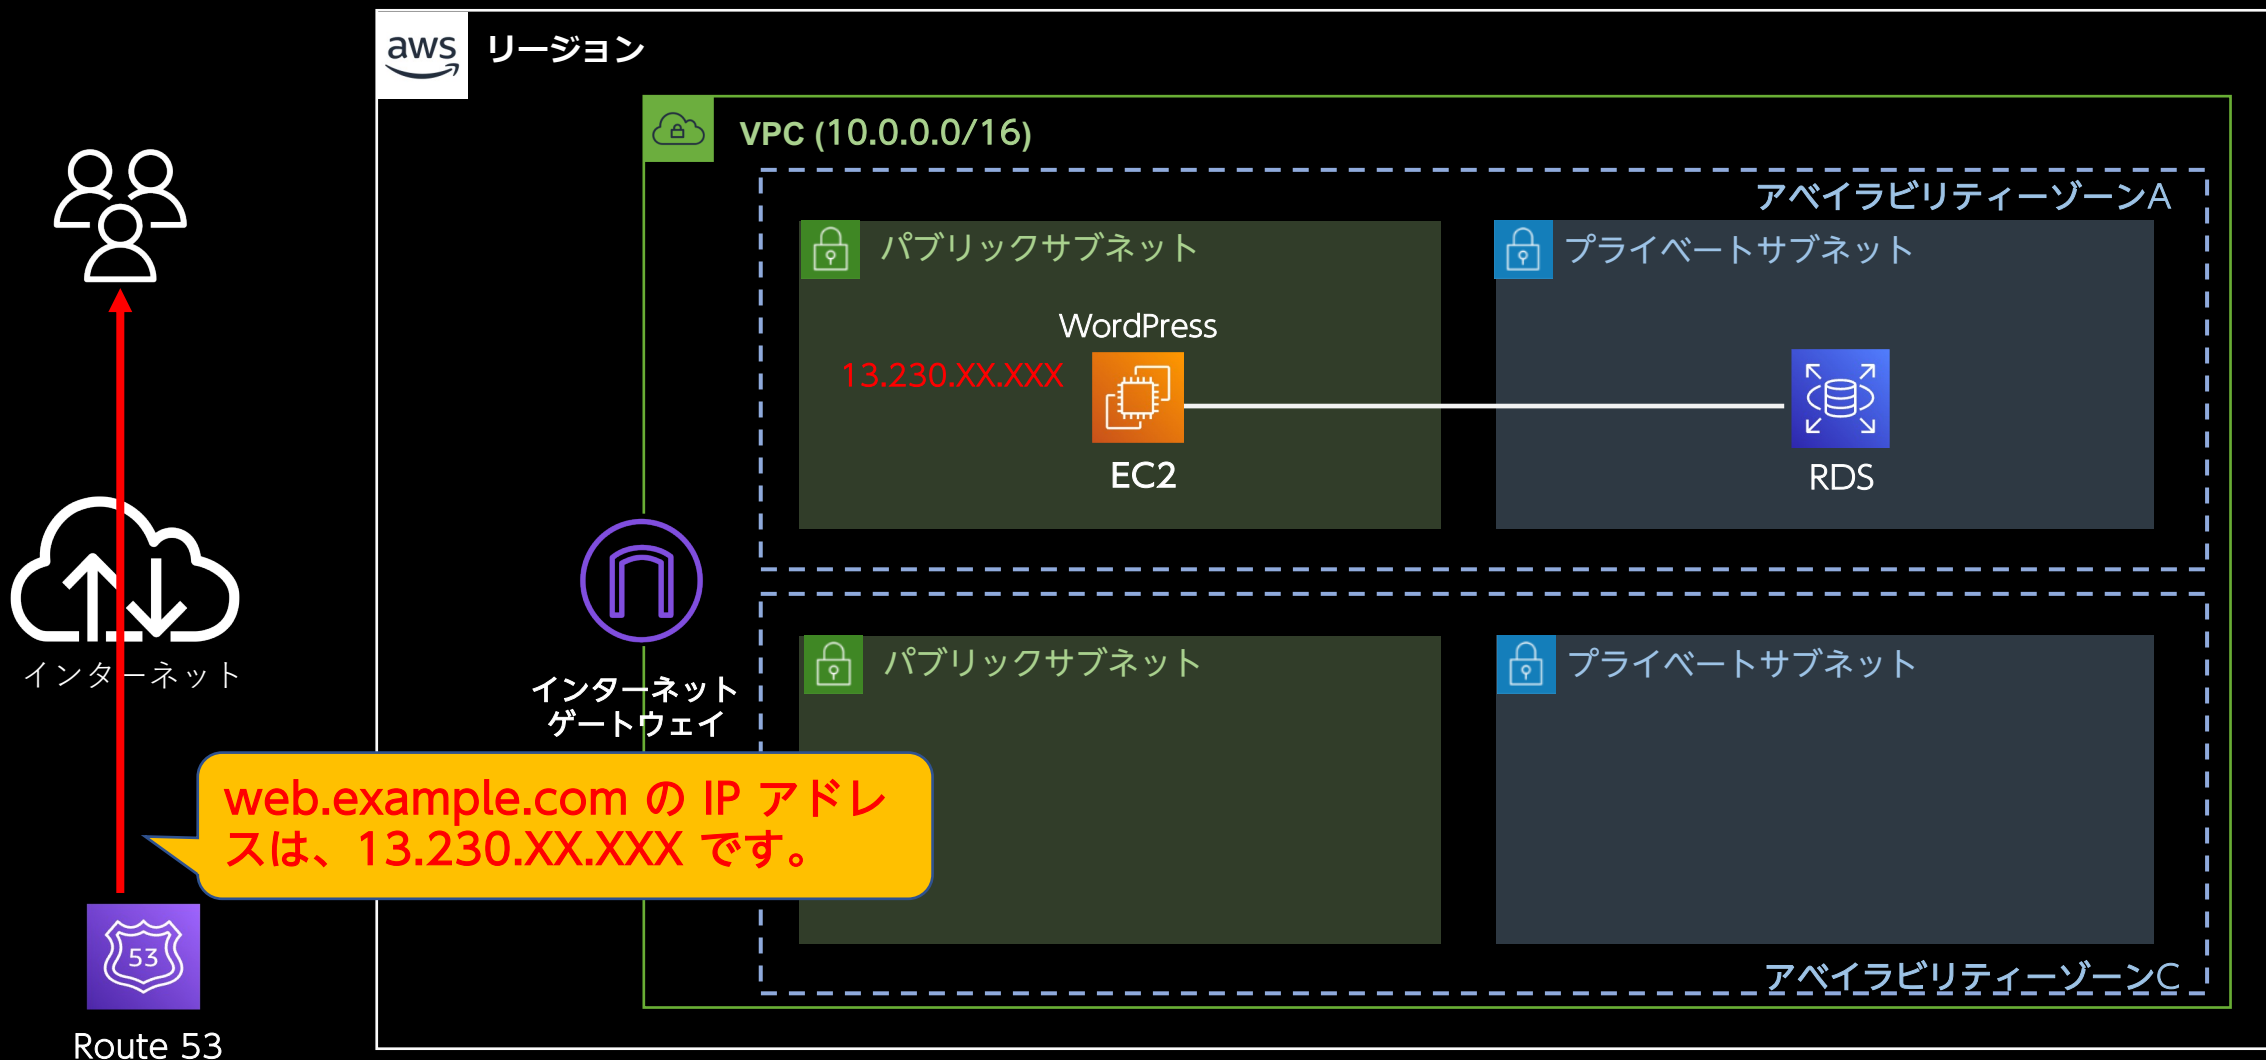 aws
リージョン
VPC (10.0.0.0/16)
アベイラビリティーゾーンA
パブリックサブネット
プライベートサブネット
WordPress
13.230.XX.XXX
EC2
RDS
インターネット
インターネット
ゲートウェイ
パブリックサブネット
プライベートサブネット
web.example.com の IP アドレ
スは、13.230.XX.XXX です。
アベイラビリティーゾーンC
53
Route 53